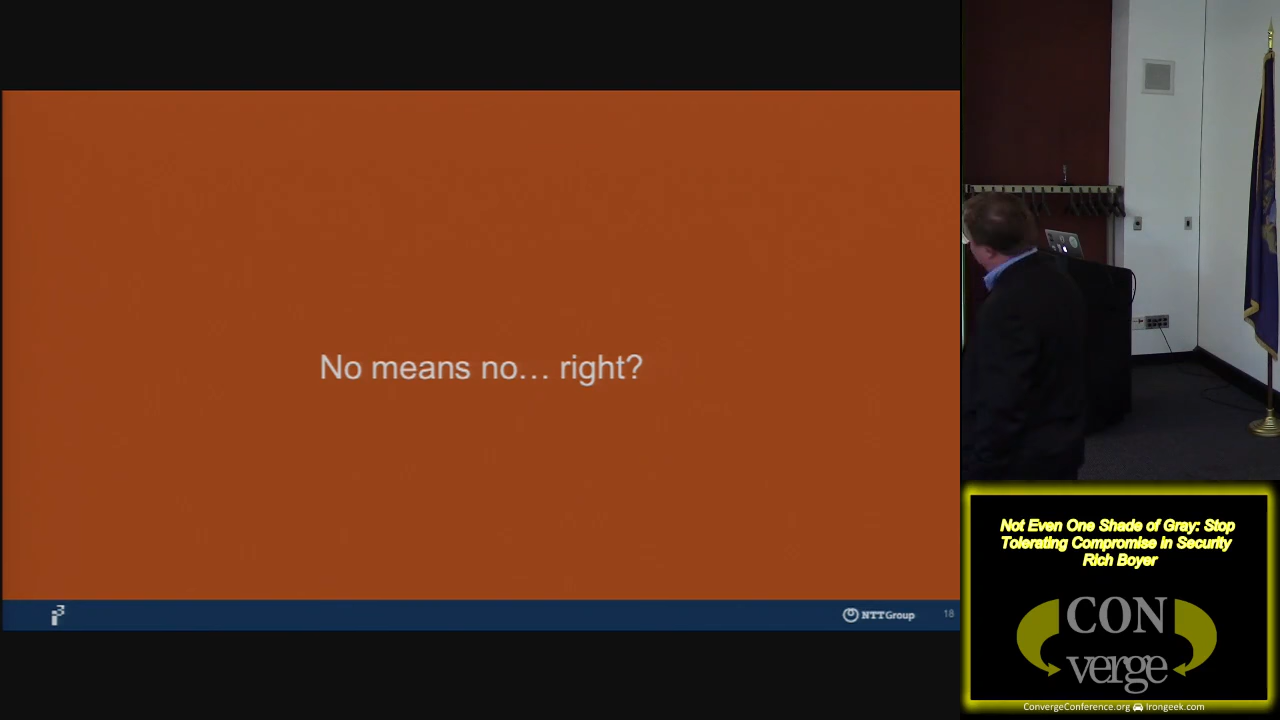 No means no… right?
i3
NTTGroup
18
Not Even One Shade of Gray: Stop
Tolerating Compromise in Security
Rich Boyer
CON
verge
ConvergeConference.org Irongeek.com